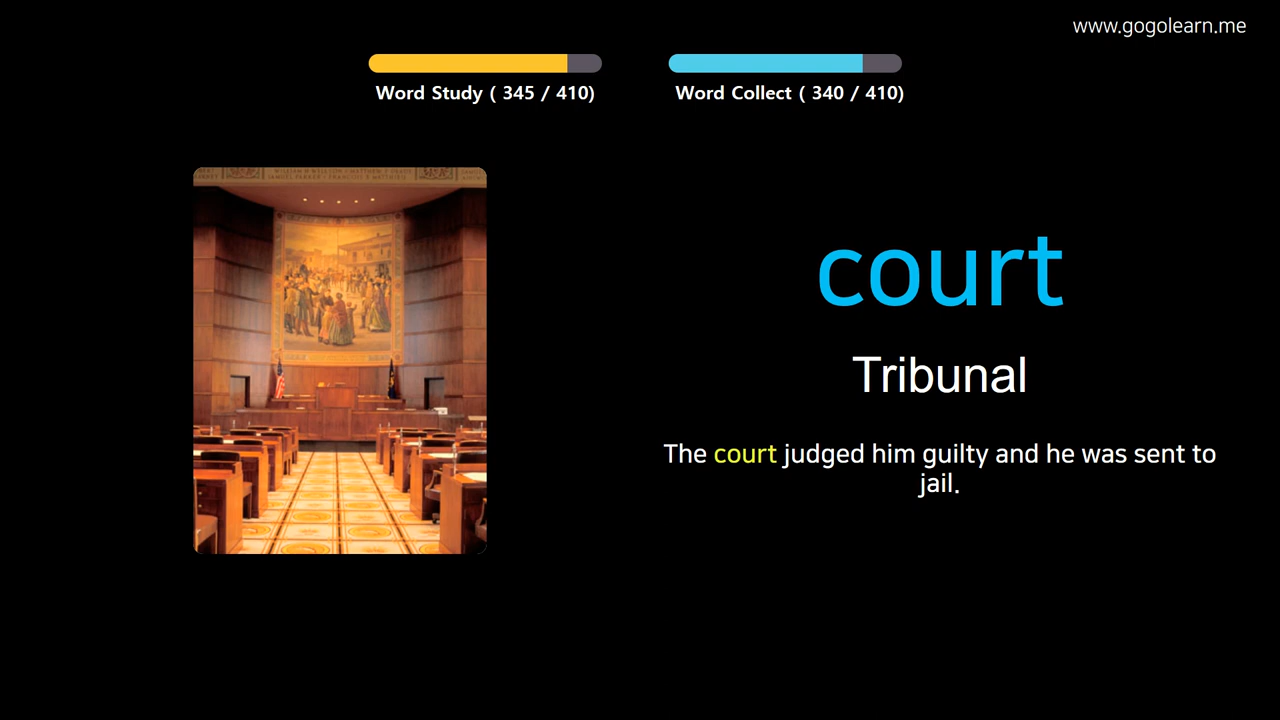 www.gogolearn.me
Word Study ( 345 / 410)
Word Collect ( 340 / 410)
court
Tribunal
The court judged him guilty and he was sent to
jail.